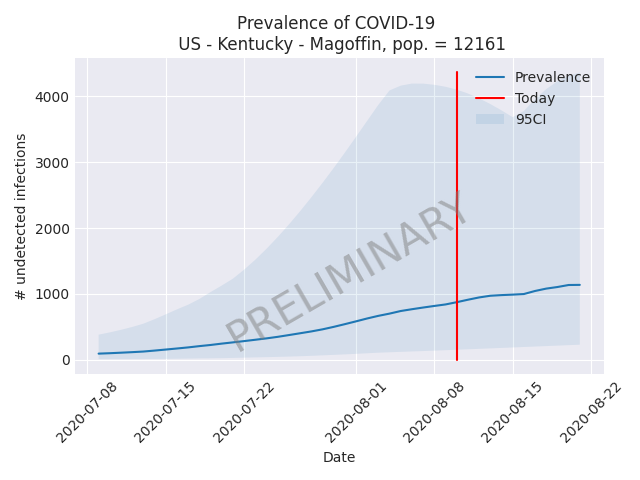 Prevalence of COVID-19
US - Kentucky - Magoffin, pop. = 12161
Prevalence
Today
95CI
4000
3000
2000
1000
0
# undetected infections
PRELIMINARY
2020-07-08
2020-07-15
2020-07-22
2020-08-01
2020-08-08
2020-08-15
2020-08-22
Date